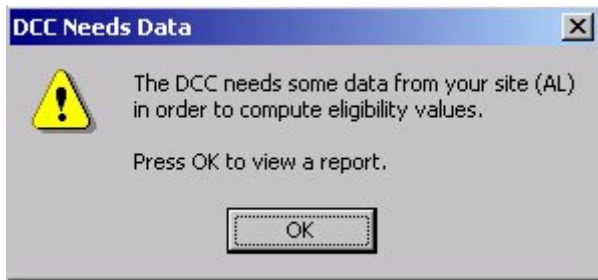 DCC Needs Data
The DCC needs some data from your site (AL)
in order to compute eligibility values.
Press OK to view a report.
OK